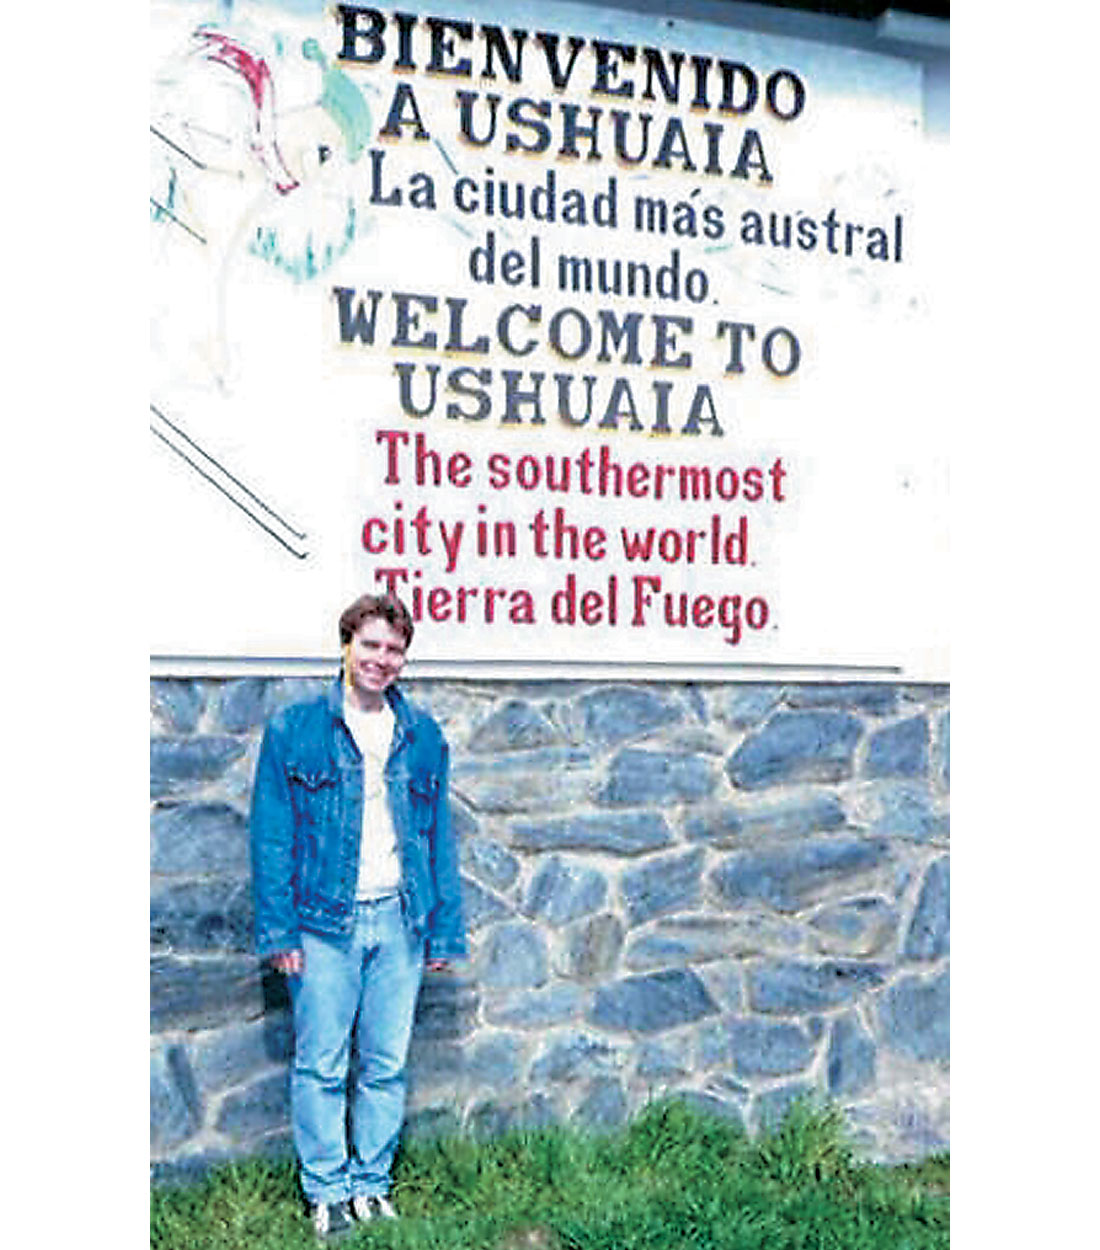 BIENVENIDO
A USHUAIA
La ciudad más austral
del mundo.
WELCOME TO
USHUAIA
The southermost
city in the world.
Tierra del Fuego.